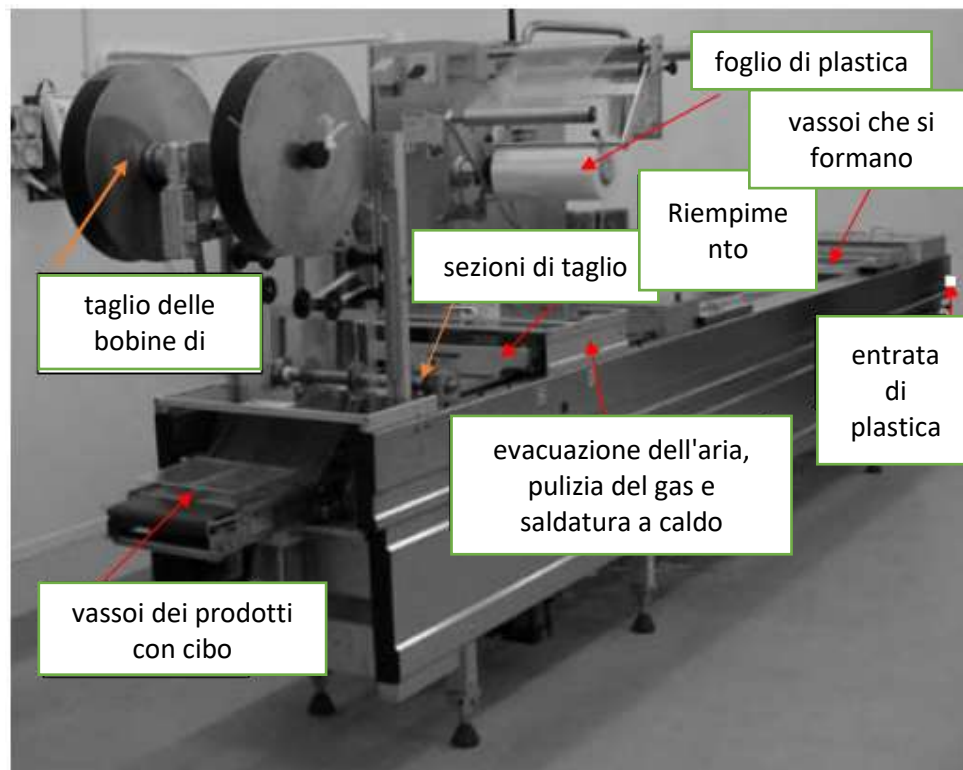 foglio di plastica
vassoi che si
formano
Riempime
nto
sezioni di taglio
taglio delle
bobine di
entrata
di
plastica
evacuazione dell'aria,
pulizia del gas e
saldatura a caldo
vassoi dei prodotti
con cibo